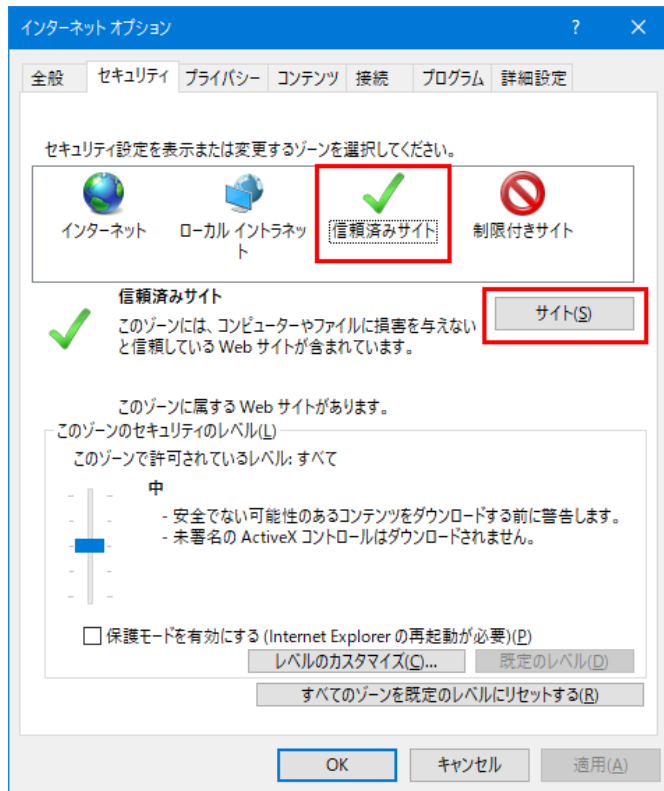 インターネット オプション ? ×
全般 セキュリティ プライバシー コンテンツ 接続 プログラム 詳細設定
セキュリティ設定を表示または変更するゾーンを選択してください。
インターネット
ローカル イントラネッ
ト
信頼済みサイト
制限付きサイト
信頼済みサイト
このゾーンには、コンピューターやファイルに損害を与えない
と信頼している Web サイトが含まれています。
サイト(S)
このゾーンに属する Web サイトがあります。
このゾーンのセキュリティのレベル(L)
このゾーンで許可されているレベル: すべて
中
- 安全でない可能性のあるコンテンツをダウンロードする前に警告します。
- 未署名の ActiveX コントロールはダウンロードされません。
保護モードを有効にする (Internet Explorer の再起動が必要)(P)
レベルのカスタマイズ(C)... 既定のレベル(D)
すべてのゾーンを既定のレベルにリセットする(R)
OK キャンセル 適用(A)